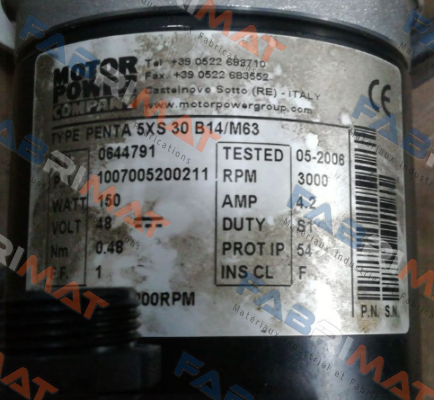 MOTOR POWER COMPANY
Tel. +39 0522 682710
Fax. +39 0522 683552
Castelnovo Sotto (RE) - ITALY
www.motorpowergroup.com
CE
TYPE PENTA 5XS 30 B14/M63
0644791 TESTED 05-2006
P. 1007005200211 RPM 3000
WATT 150 AMP 4.2
VOLT 48 DUTY S1
Nm 0.48 PROT IP 54
F.F. 1 INS CL F
00RPM
P.N. S.N.
FABRIMAT